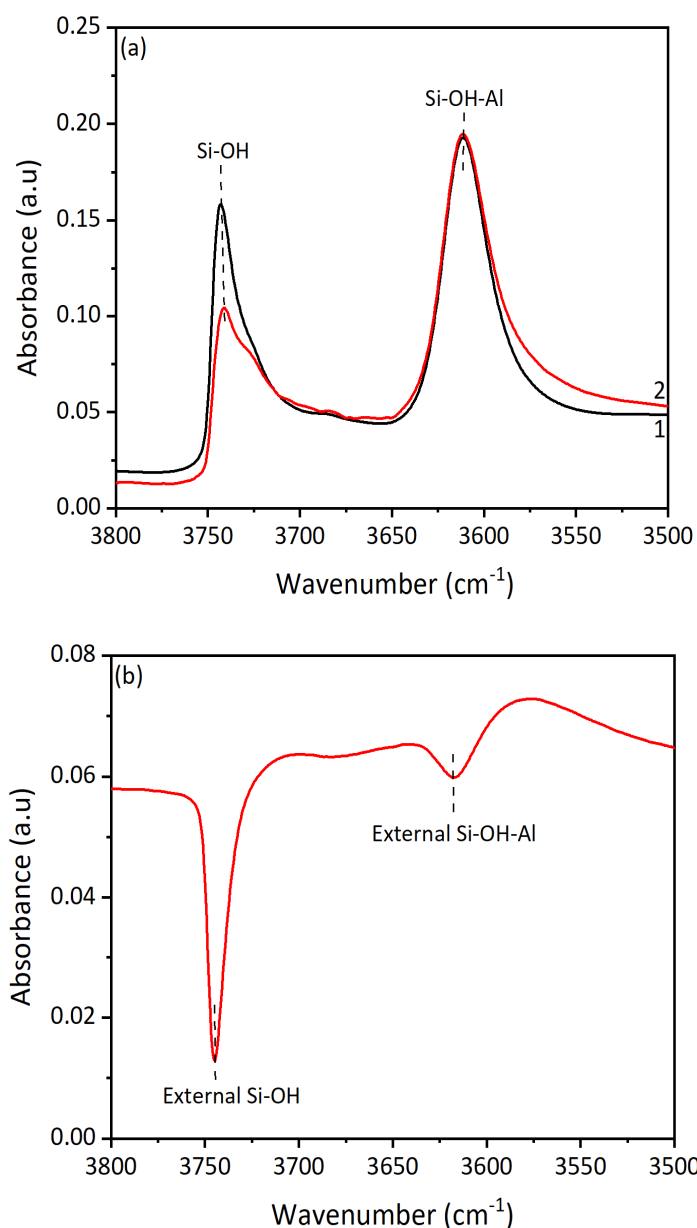 0.25
(a)
Si-OH-Al
0.20
Si-OH
0.15
0.10
0.05
2
1
0.00
3800 3750 3700 3650 3600 3550 3500
Absorbance (a.u)
Wavenumber (cm⁻¹)
0.08
(b)
0.06
External Si-OH-Al
0.04
0.02
External Si-OH
0.00
3800 3750 3700 3650 3600 3550 3500
Absorbance (a.u)
Wavenumber (cm⁻¹)